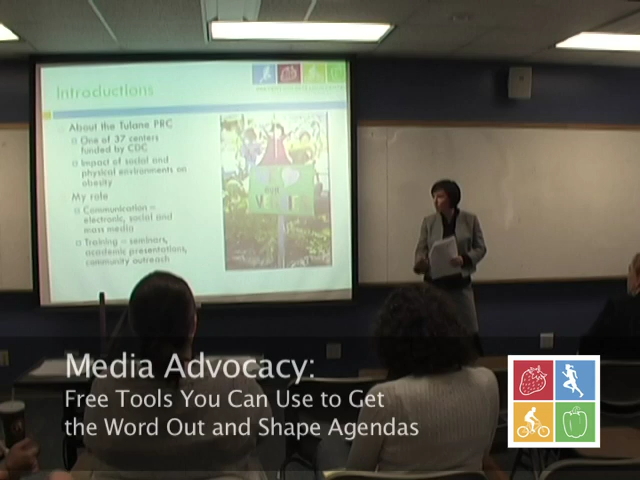 Introductions
About the Tulane PRC
One of 37 centers
funded by CDC
Impact of social and
physical environments on
obesity
My role
Communication –
electronic, social and
mass media
Training – seminars,
academic presentations,
community outreach
Media Advocacy:
Free Tools You Can Use to Get
the Word Out and Shape Agendas